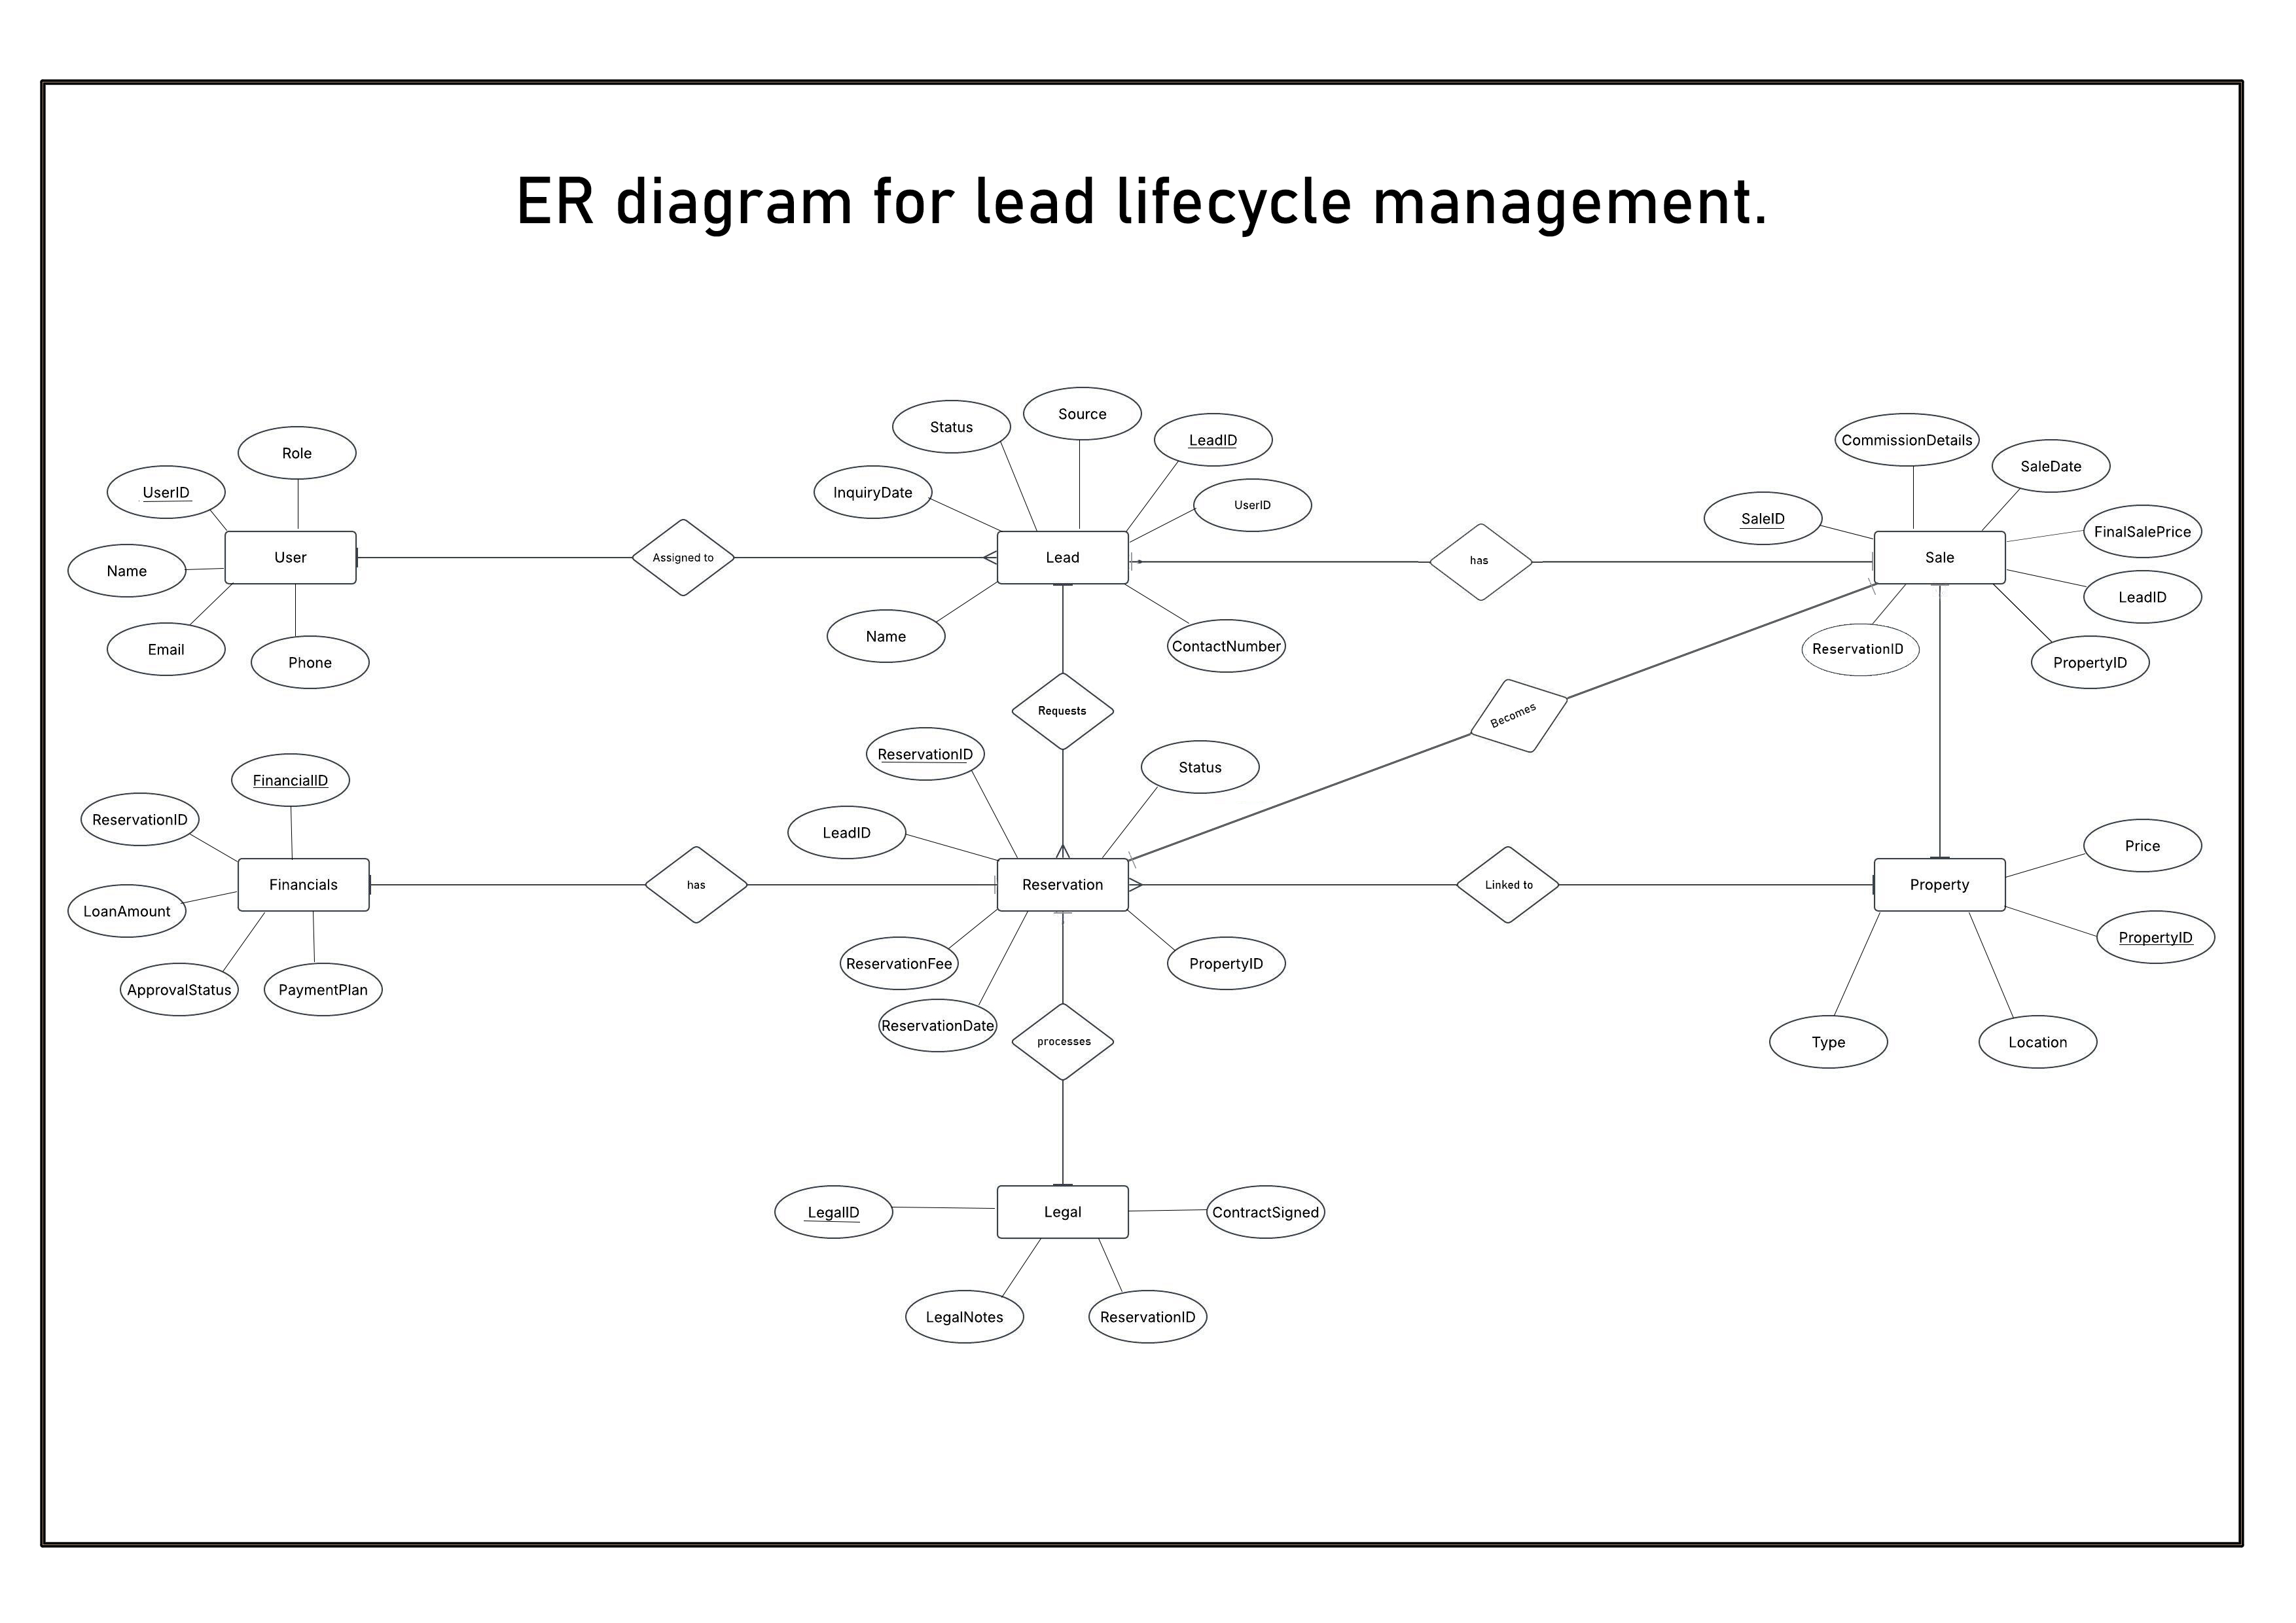 ER diagram for lead lifecycle management.
Source
Status
LeadID
CommissionDetails
Role
SaleDate
UserID
InquiryDate
UserID
SaleID
FinalSalePrice
User
Assigned to
Lead
has
Sale
Name
LeadID
Name
ContactNumber
Email
Phone
ReservationID
PropertyID
Requests
Becomes
ReservationID
Status
FinancialID
ReservationID
LeadID
Price
Financials
has
Reservation
Linked to
Property
LoanAmount
PropertyID
ReservationFee
PropertyID
ApprovalStatus
PaymentPlan
ReservationDate
processes
Type
Location
LegalID
Legal
ContractSigned
LegalNotes
ReservationID